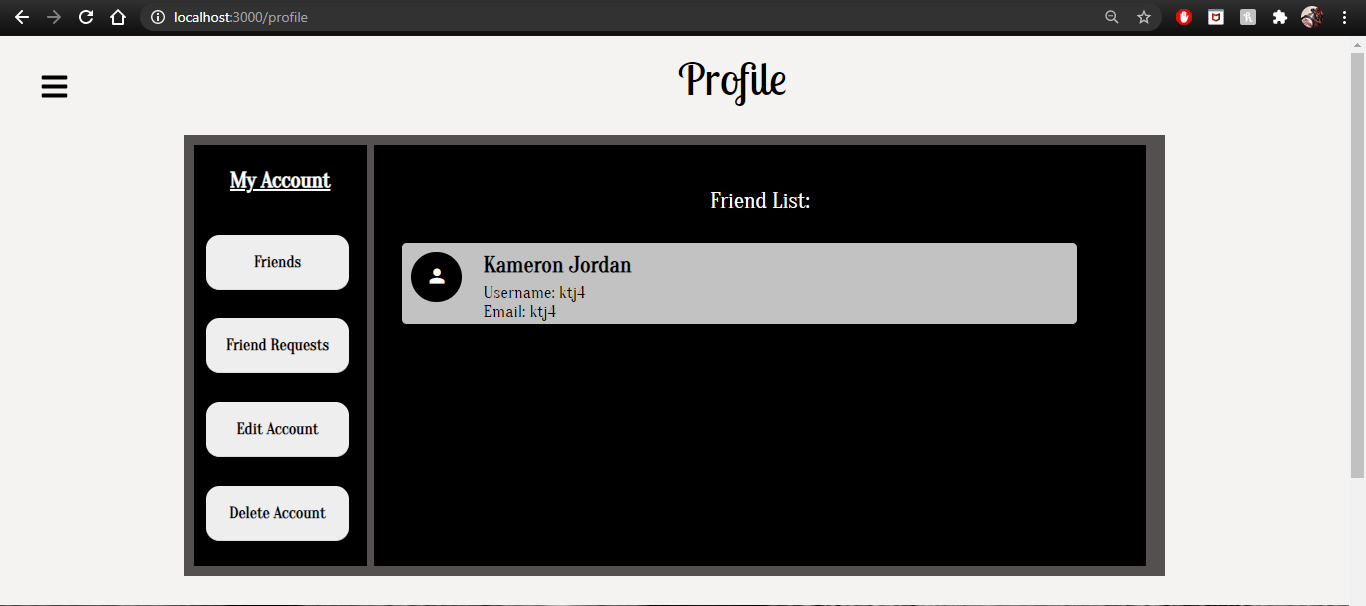 localhost:3000/profile
Profile
My Account
Friends
Friend Requests
Edit Account
Delete Account
Friend List:
Kameron Jordan
Username: ktj4
Email: ktj4